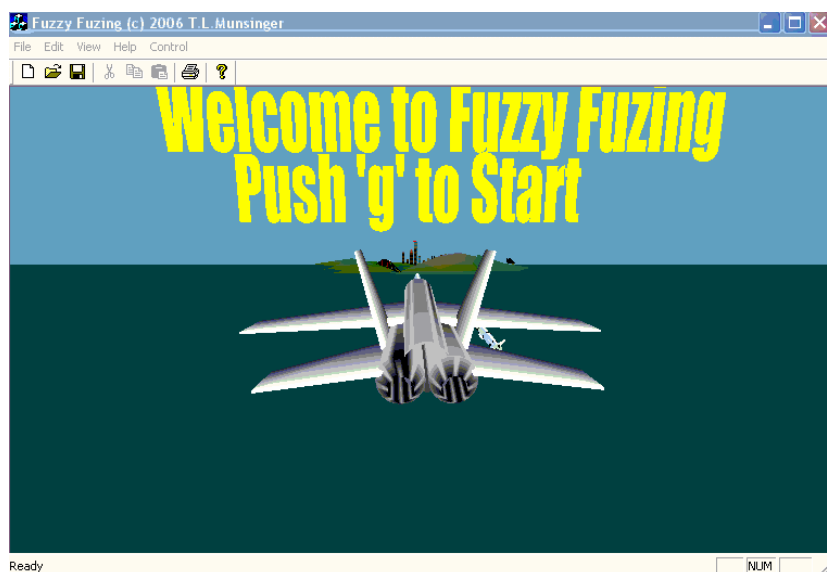 Fuzzy Fuzing (c) 2006 T.L.Munsinger
File Edit View Help Control
Welcome to Fuzzy Fuzing
Push 'g' to Start
Ready NUM